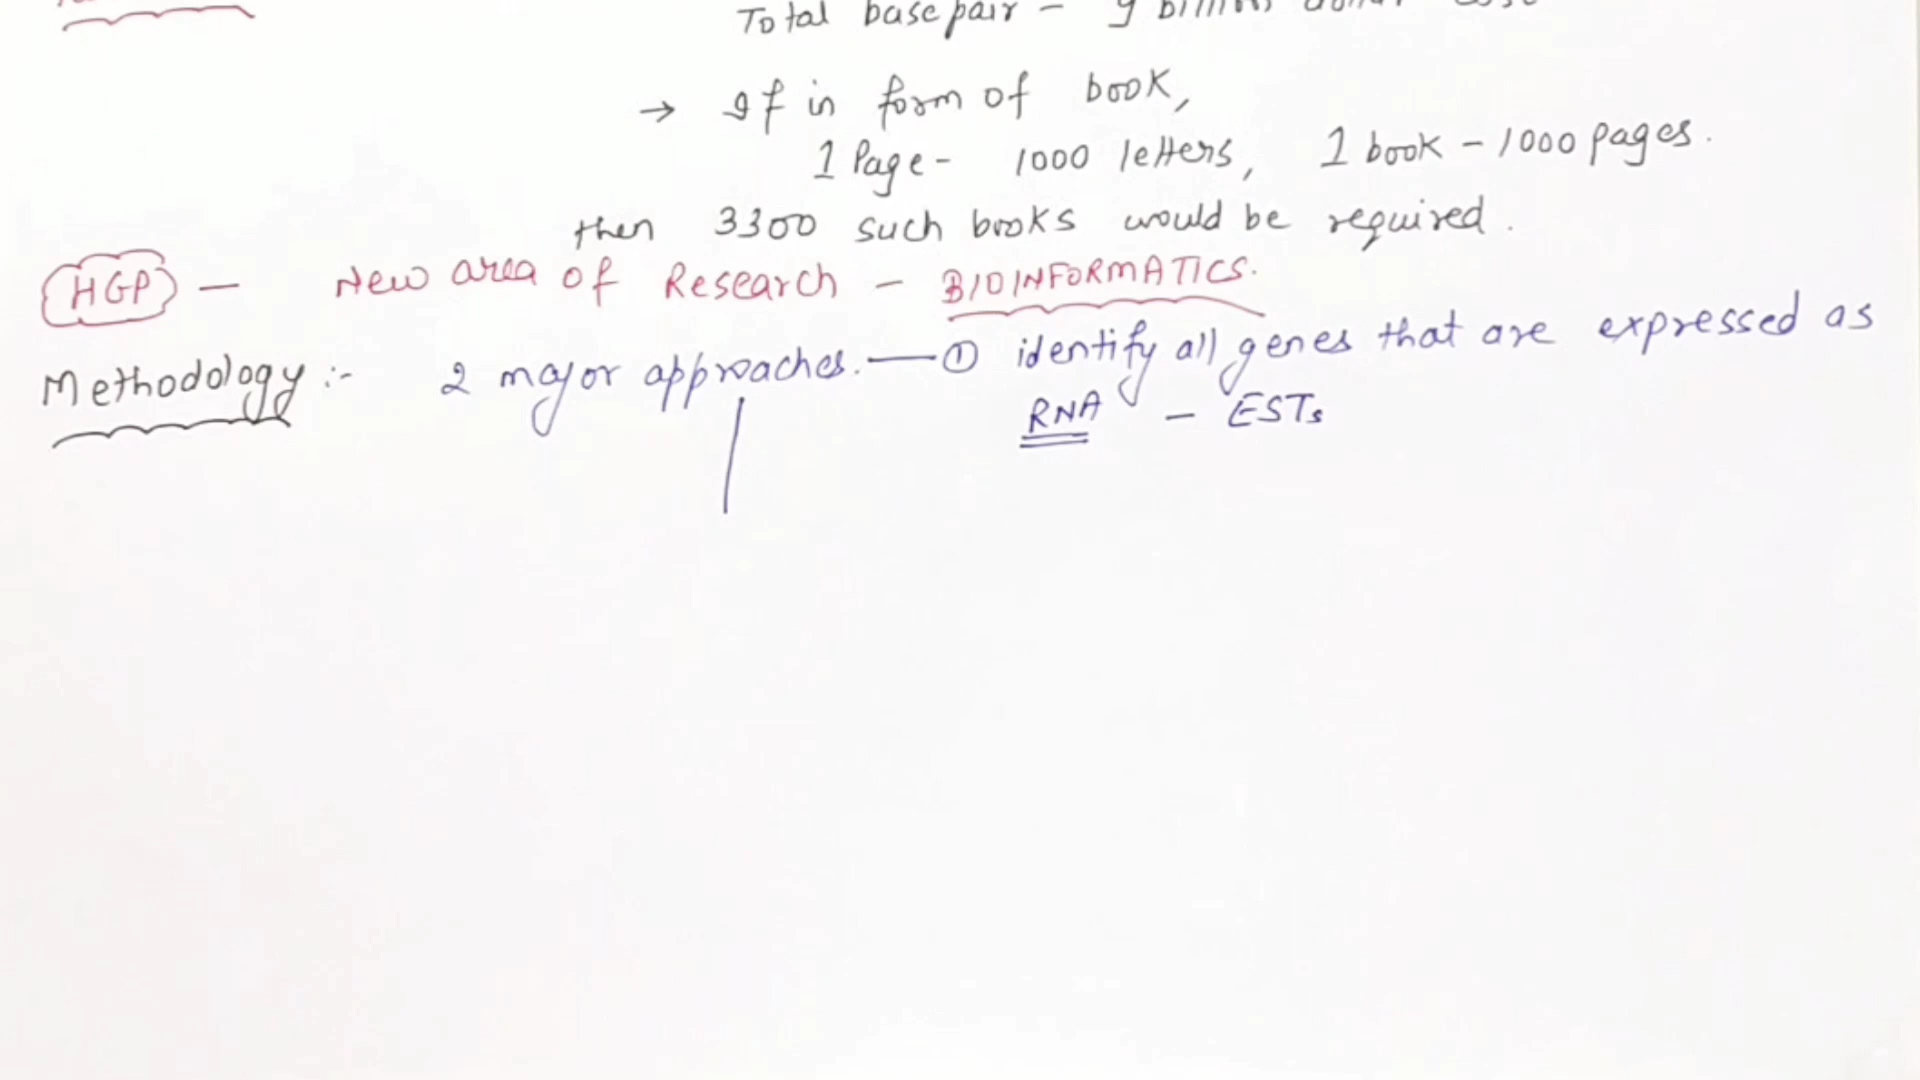 Total base pair - 9 billion
→ If in form of book,
1 Page - 1000 letters, 1 book - 1000 pages.
then 3300 such books would be required.
HGP - New area of Research - BIOINFORMATICS.
Methodology :- 2 major approaches. — ① identify all genes that are expressed as
RNA - ESTs